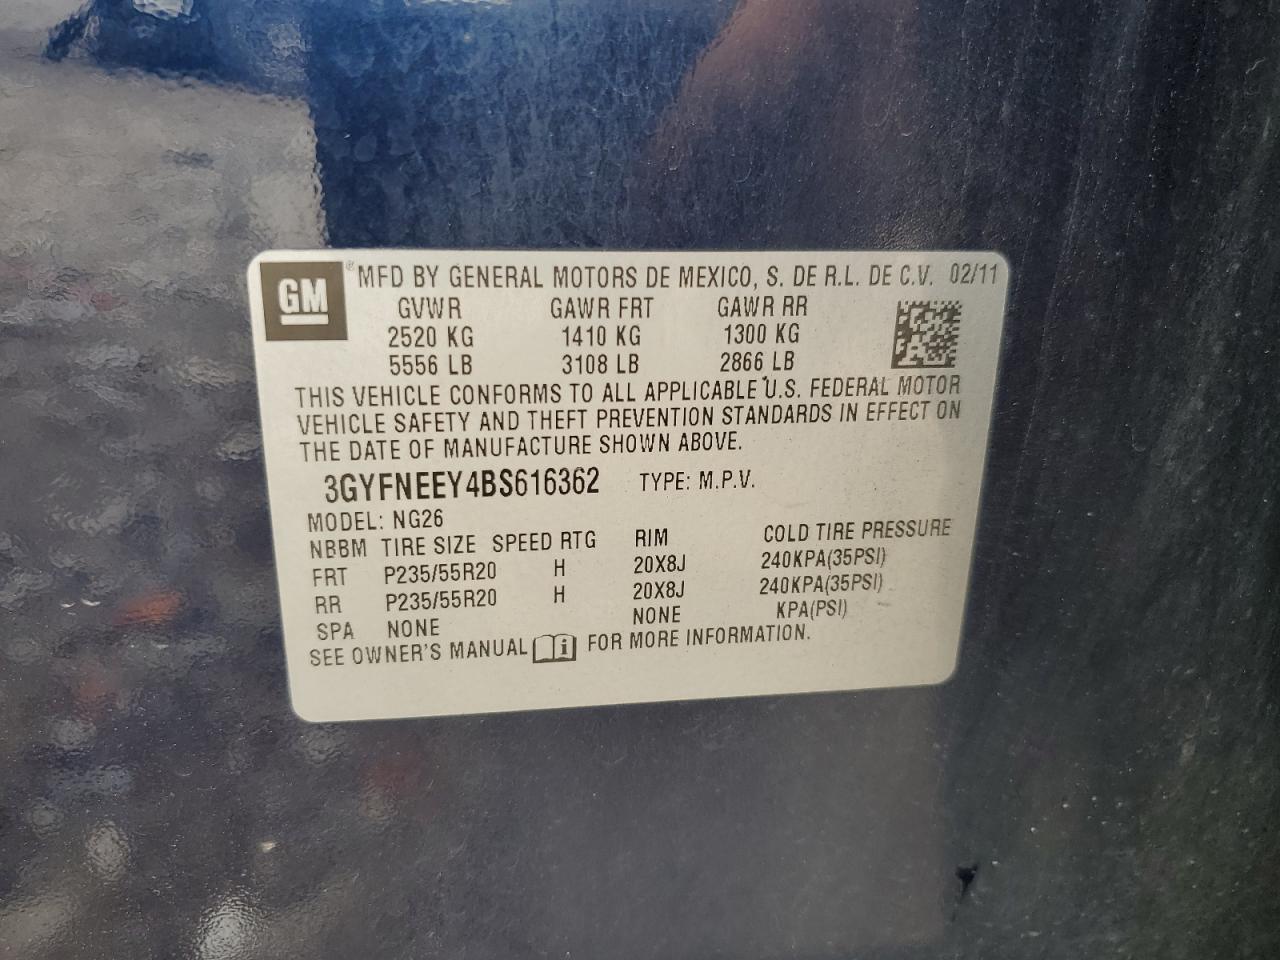 GM ® MFD BY GENERAL MOTORS DE MEXICO, S. DE R.L. DE C.V. 02/11
GVWR GAWR FRT GAWR RR
2520 KG 1410 KG 1300 KG
5556 LB 3108 LB 2866 LB
THIS VEHICLE CONFORMS TO ALL APPLICABLE U.S. FEDERAL MOTOR
VEHICLE SAFETY AND THEFT PREVENTION STANDARDS IN EFFECT ON
THE DATE OF MANUFACTURE SHOWN ABOVE.
3GYFNEEY4BS616362 TYPE: M.P.V.
MODEL: NG26
NBBM TIRE SIZE SPEED RTG RIM COLD TIRE PRESSURE
FRT P235/55R20 H 20X8J 240KPA(35PSI)
RR P235/55R20 H 20X8J 240KPA(35PSI)
SPA NONE NONE KPA(PSI)
SEE OWNER'S MANUAL i FOR MORE INFORMATION.